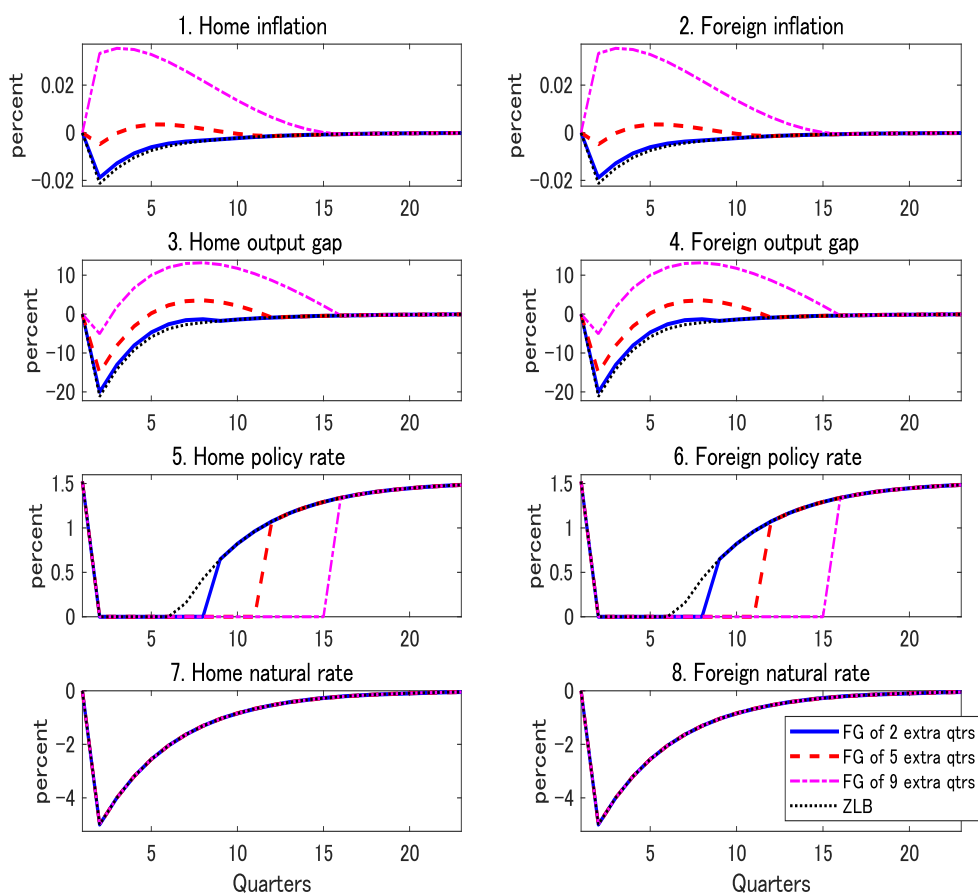 1. Home inflation
percent
0.02
0
-0.02
5 10 15 20
2. Foreign inflation
percent
0.02
0
-0.02
5 10 15 20
3. Home output gap
percent
10
0
-10
-20
5 10 15 20
4. Foreign output gap
percent
10
0
-10
-20
5 10 15 20
5. Home policy rate
percent
1.5
1
0.5
0
5 10 15 20
6. Foreign policy rate
percent
1.5
1
0.5
0
5 10 15 20
7. Home natural rate
percent
0
-2
-4
5 10 15 20
Quarters
8. Foreign natural rate
percent
0
-2
-4
5 10 15 20
Quarters
FG of 2 extra qtrs
FG of 5 extra qtrs
FG of 9 extra qtrs
ZLB